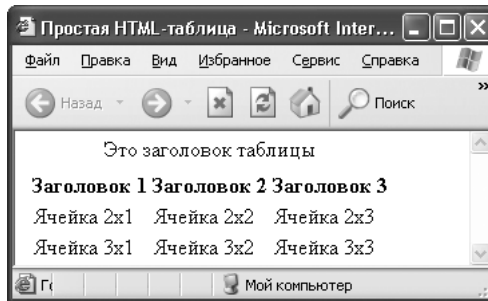 Простая HTML-таблица - Microsoft Inter...
Файл Правка Вид Избранное Сервис Справка
Назад Поиск »
Это заголовок таблицы
Заголовок 1 Заголовок 2 Заголовок 3
Ячейка 2x1 Ячейка 2x2 Ячейка 2x3
Ячейка 3x1 Ячейка 3x2 Ячейка 3x3
Мой компьютер